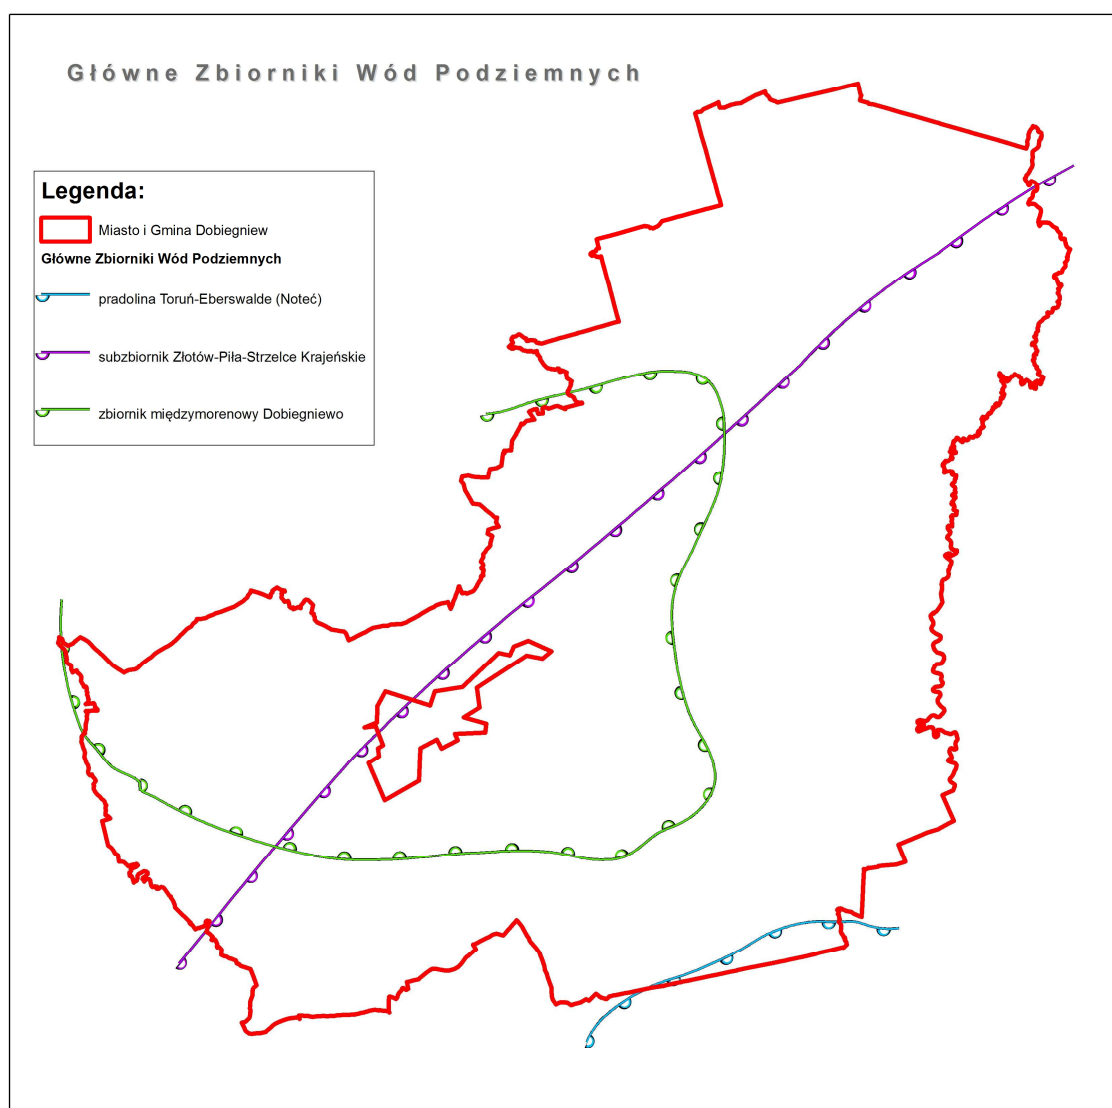 Główne Zbiorniki Wód Podziemnych
Legenda:
Miasto i Gmina Dobiegniew
Główne Zbiorniki Wód Podziemnych
pradolina Toruń-Eberswalde (Noteć)
subzbiornik Złotów-Piła-Strzelce Krajeńskie
zbiornik międzymorenowy Dobiegniewo